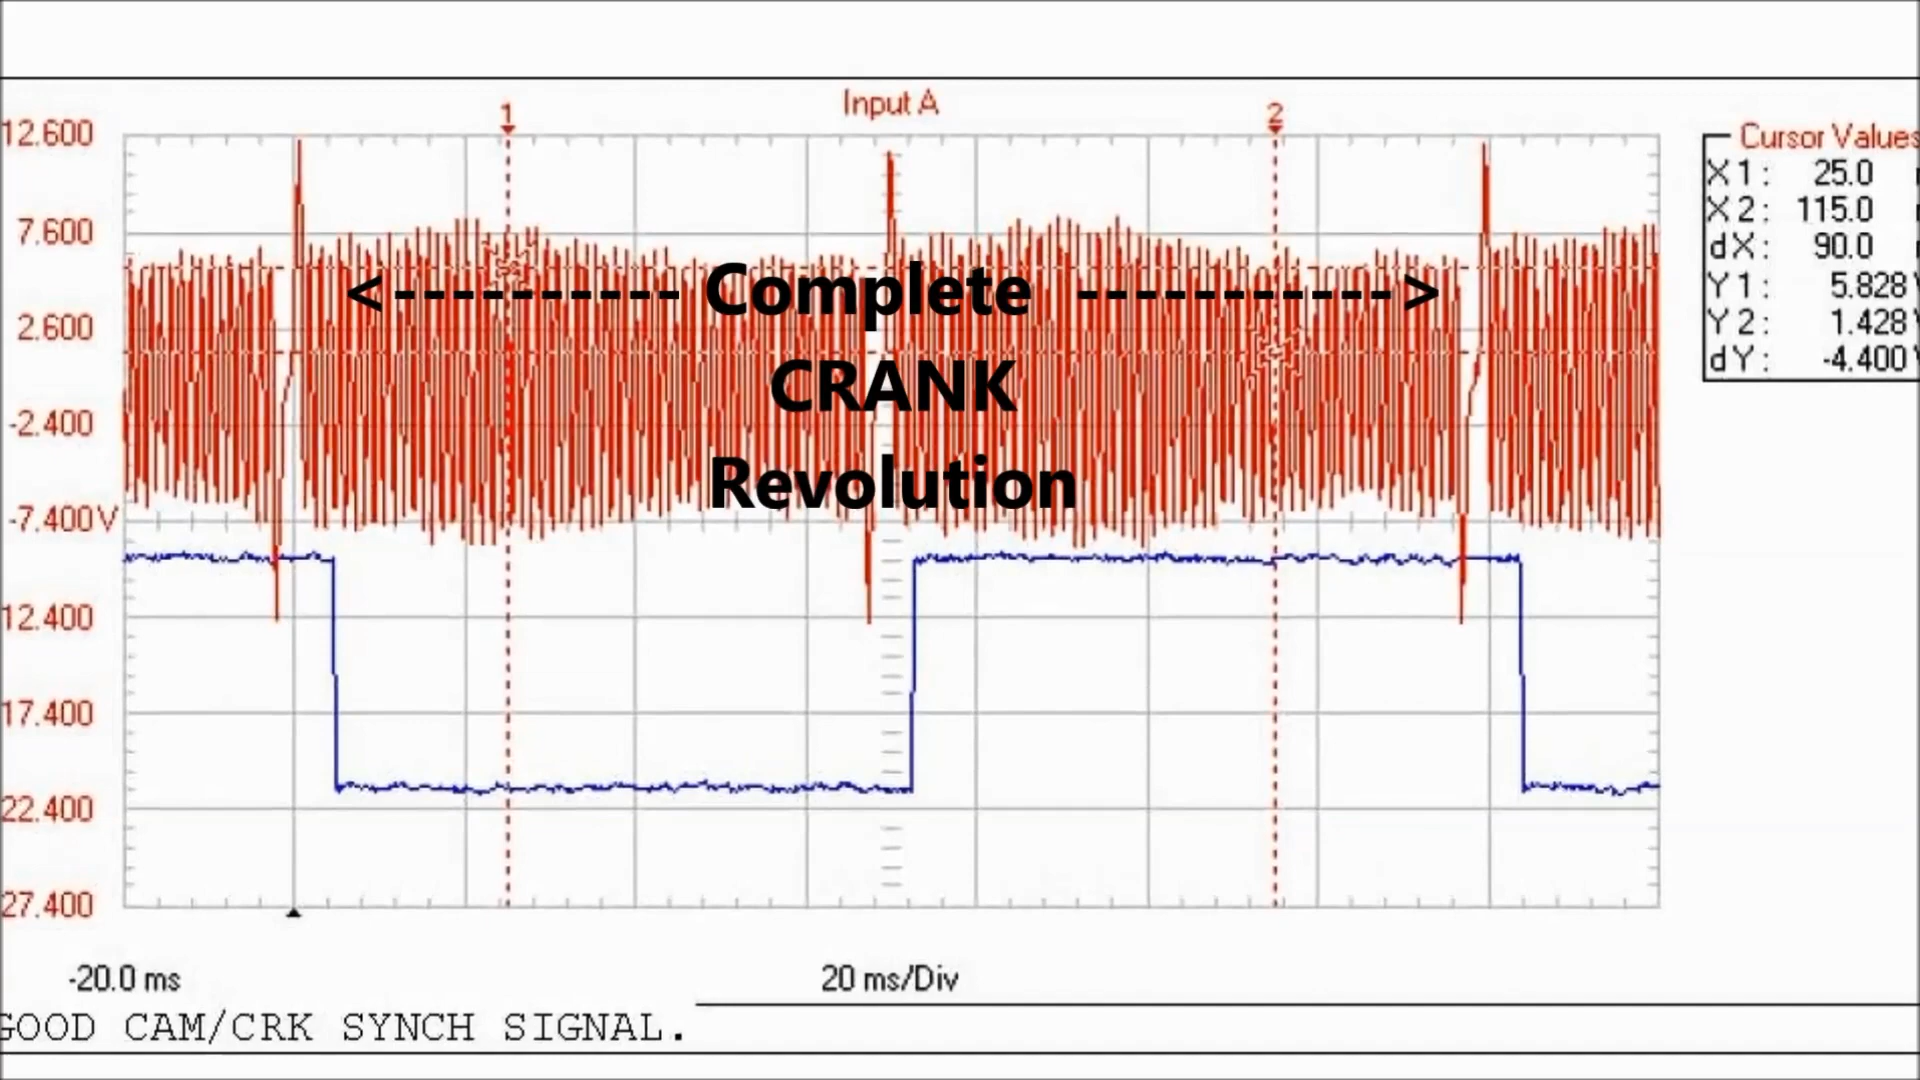 Input A
1
2
12.600
7.600
2.600
-2.400
-7.400V
12.400
17.400
22.400
27.400
<---------- Complete ----------->
CRANK
Revolution
Cursor Values
X1: 25.0
X2: 115.0
dX: 90.0
Y1: 5.828 V
Y2: 1.428 V
dY: -4.400 V
-20.0 ms
20 ms/Div
GOOD CAM/CRK SYNCH SIGNAL.